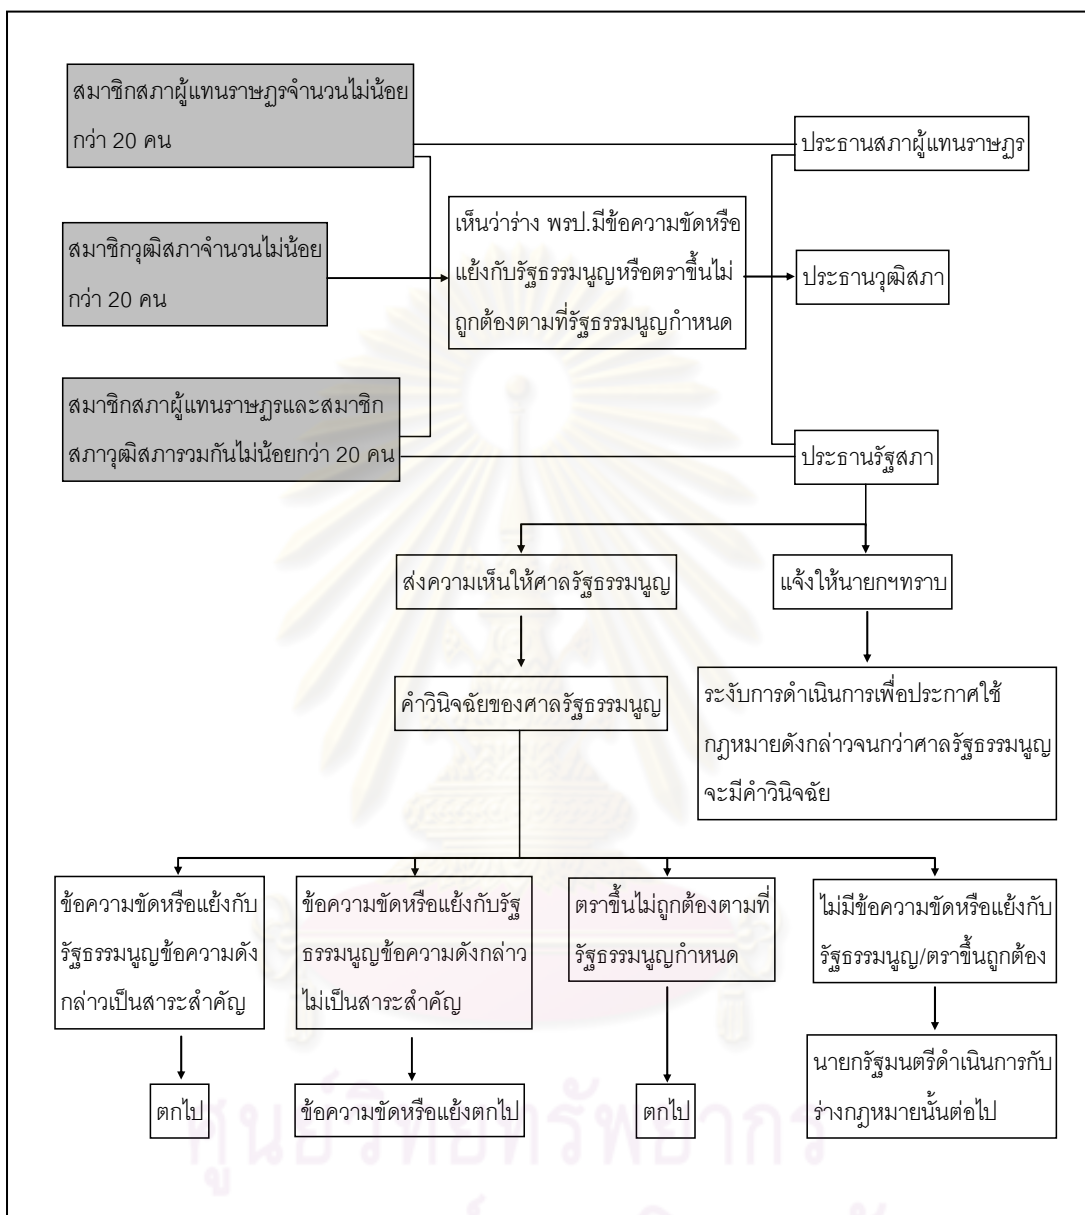 สมาชิกสภาผู้แทนราษฎรจำนวนไม่น้อย
กว่า 20 คน
ประธานสภาผู้แทนราษฎร
เห็นว่าร่าง พรป.มีข้อความขัดหรือ
แย้งกับรัฐธรรมนูญหรือตราขึ้นไม่
ถูกต้องตามที่รัฐธรรมนูญกำหนด
สมาชิกวุฒิสภาจำนวนไม่น้อย
กว่า 20 คน
ประธานวุฒิสภา
สมาชิกสภาผู้แทนราษฎรและสมาชิก
สภาวุฒิสภารวมกันไม่น้อยกว่า 20 คน
ประธานรัฐสภา
ส่งความเห็นให้ศาลรัฐธรรมนูญ
แจ้งให้นายกฯทราบ
คำวินิจฉัยของศาลรัฐธรรมนูญ
ระงับการดำเนินการเพื่อประกาศใช้
กฎหมายดังกล่าวจนกว่าศาลรัฐธรรมนูญ
จะมีคำวินิจฉัย
ข้อความขัดหรือแย้งกับ
รัฐธรรมนูญข้อความดัง
กล่าวเป็นสาระสำคัญ
ข้อความขัดหรือแย้งกับรัฐ
ธรรมนูญข้อความดังกล่าว
ไม่เป็นสาระสำคัญ
ตราขึ้นไม่ถูกต้องตามที่
รัฐธรรมนูญกำหนด
ไม่มีข้อความขัดหรือแย้งกับ
รัฐธรรมนูญ/ตราขึ้นถูกต้อง
ตกไป
ข้อความขัดหรือแย้งตกไป
ตกไป
นายกรัฐมนตรีดำเนินการกับ
ร่างกฎหมายนั้นต่อไป
ศูนย์วิทยทรัพยากร